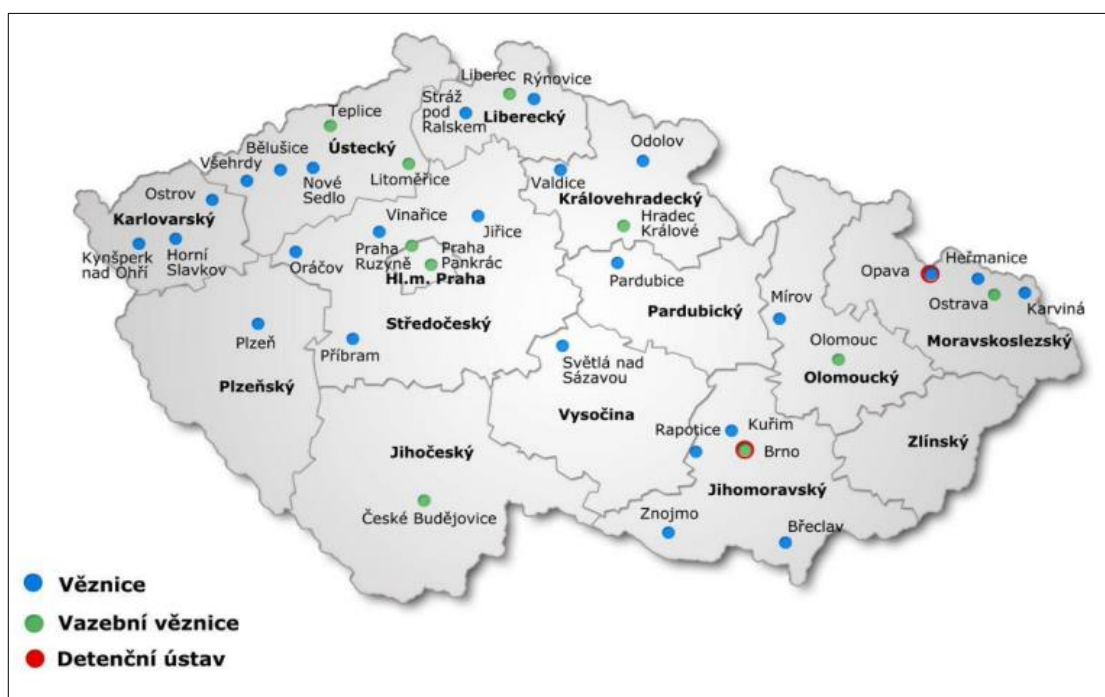 Liberec
Rýnovice
Stráž
pod
Ralskem
Liberecký
Teplice
Ústecký
Bělušice
Všehrdy
Nové
Sedlo
Litoměřice
Odolov
Valdice
Královehradecký
Hradec
Králové
Ostrov
Karlovarský
Kynšperk
nad Ohří
Horní
Slavkov
Vinařice
Jiřice
Praha
Ruzyně
Praha
Pankrác
Hl.m. Praha
Oráčov
Středočeský
Příbram
Pardubice
Pardubický
Opava
Heřmanice
Ostrava
Karviná
Moravskoslezský
Mírov
Olomouc
Olomoucký
Plzeň
Plzeňský
Světlá nad
Sázavou
Vysočina
Zlínský
Rapotice
Kuřim
Brno
Jihomoravský
Jihočeský
České Budějovice
Znojmo
Břeclav
Věznice
Vazební věznice
Detenční ústav